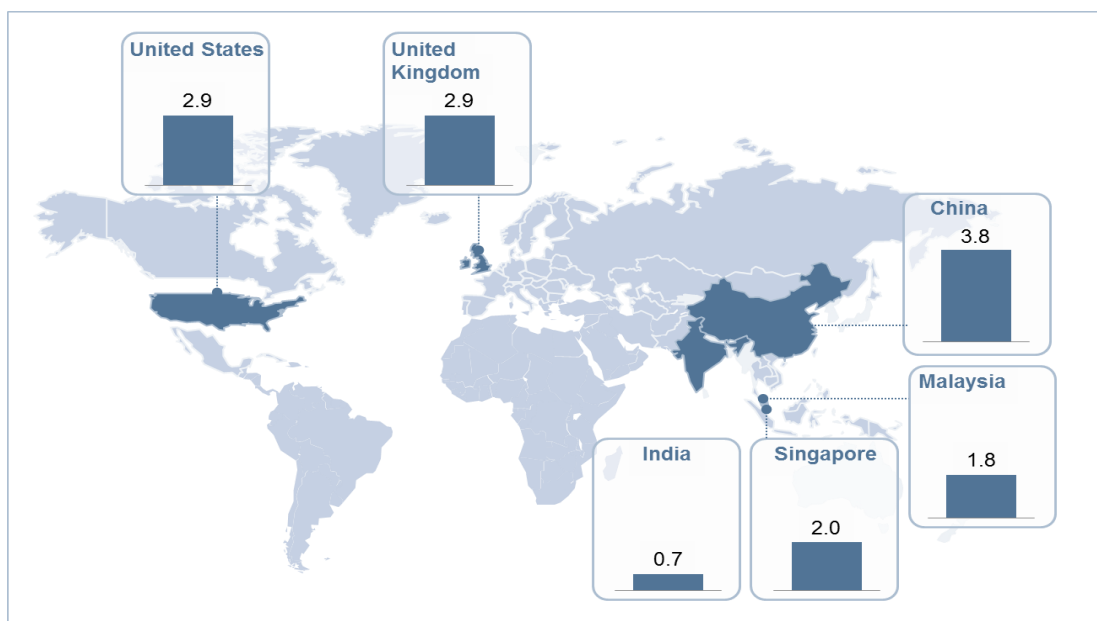 United States
2.9
United
Kingdom
2.9
China
3.8
Malaysia
1.8
India
0.7
Singapore
2.0